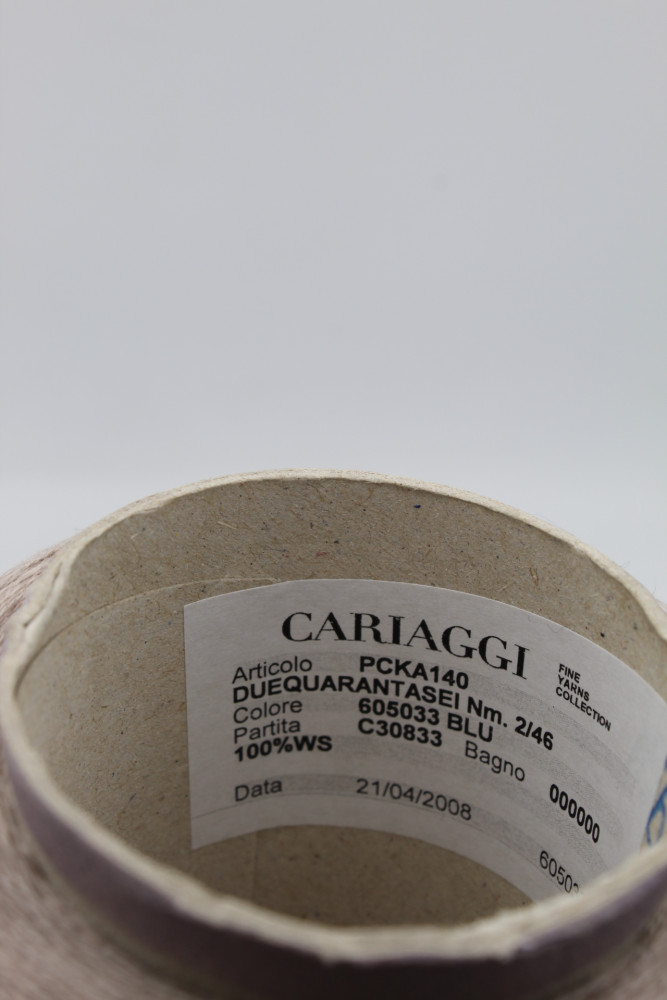 CARIAGGI
FINE
YARNS
COLLECTION
Articolo PCKA140
DUEQUARANTASEI Nm. 2/46
Colore 605033 BLU
Partita C30833 Bagno 000000
100%WS
Data 21/04/2008